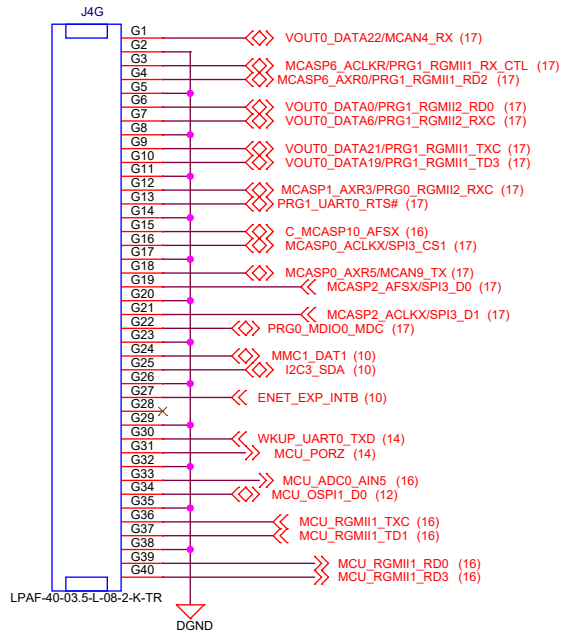 J4G
G1 VOUT0_DATA22/MCAN4_RX (17)
G2
G3 MCASP6_ACLKR/PRG1_RGMII1_RX_CTL (17)
G4 MCASP6_AXR0/PRG1_RGMII1_RD2 (17)
G5
G6 VOUT0_DATA0/PRG1_RGMII2_RD0 (17)
G7 VOUT0_DATA6/PRG1_RGMII2_RXC (17)
G8
G9 VOUT0_DATA21/PRG1_RGMII1_TXC (17)
G10 VOUT0_DATA19/PRG1_RGMII1_TD3 (17)
G11
G12 MCASP1_AXR3/PRG0_RGMII2_RXC (17)
G13 PRG1_UART0_RTS# (17)
G14
G15 C_MCASP10_AFSX (16)
G16 MCASP0_ACLKX/SPI3_CS1 (17)
G17
G18 MCASP0_AXR5/MCAN9_TX (17)
G19 MCASP2_AFSX/SPI3_D0 (17)
G20
G21 MCASP2_ACLKX/SPI3_D1 (17)
G22 PRG0_MDIO0_MDC (17)
G23
G24 MMC1_DAT1 (10)
G25 I2C3_SDA (10)
G26
G27 ENET_EXP_INTB (10)
G28
G29
G30 WKUP_UART0_TXD (14)
G31 MCU_PORZ (14)
G32
G33 MCU_ADC0_AIN5 (16)
G34 MCU_OSPI1_D0 (12)
G35
G36 MCU_RGMII1_TXC (16)
G37 MCU_RGMII1_TD1 (16)
G38
G39 MCU_RGMII1_RD0 (16)
G40 MCU_RGMII1_RD3 (16)
LPAF-40-03.5-L-08-2-K-TR
DGND